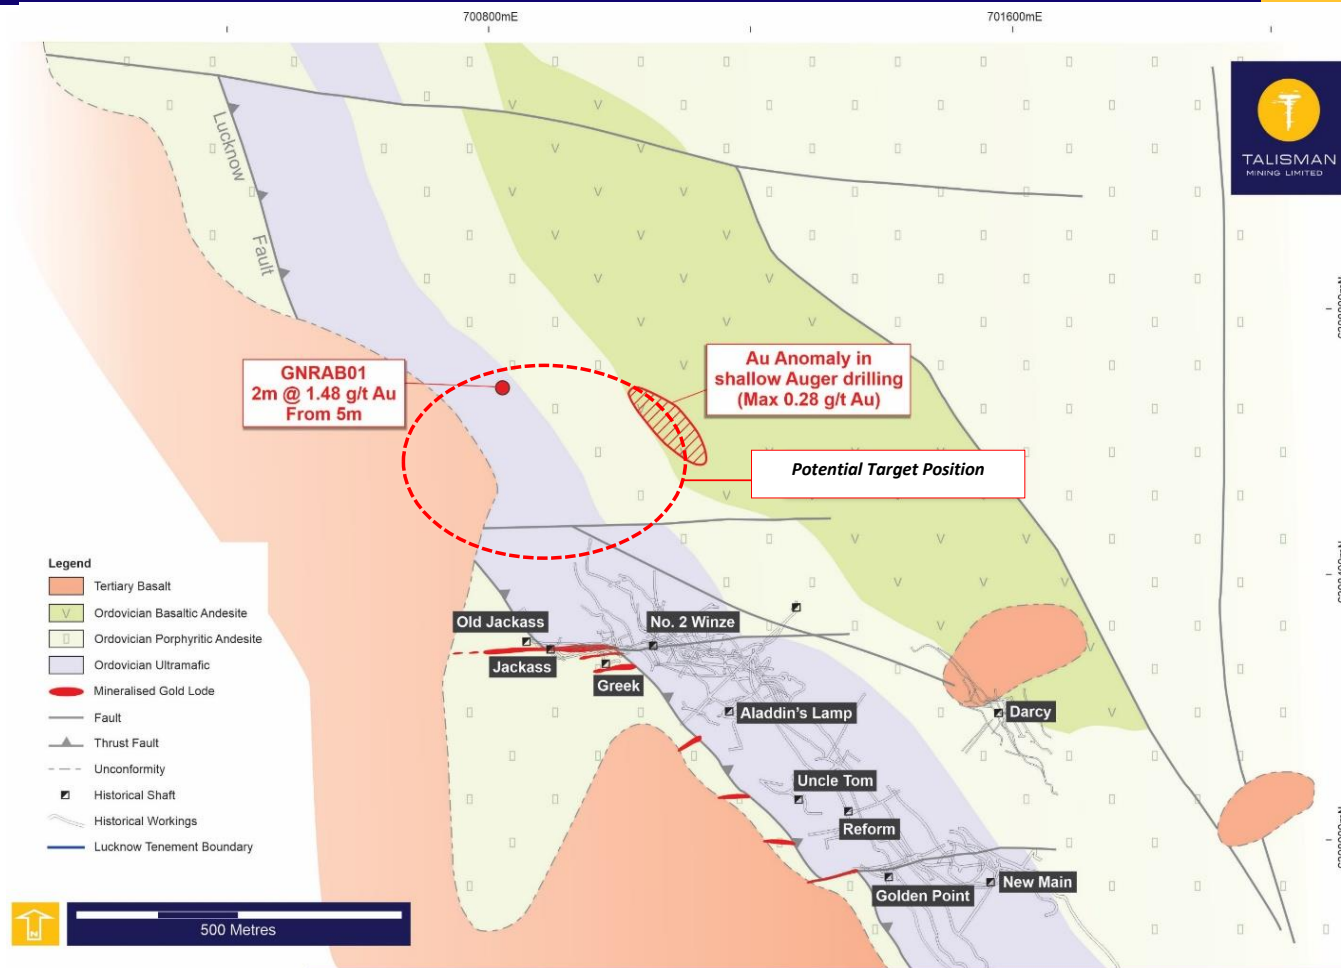 700800mE
701600mE
TALISMAN
MINING LIMITED
Lucknow
Fault
GNRAB01
2m @ 1.48 g/t Au
From 5m
Au Anomaly in
shallow Auger drilling
(Max 0.28 g/t Au)
Potential Target Position
Legend
Tertiary Basalt
Ordovician Basaltic Andesite
Ordovician Porphyritic Andesite
Ordovician Ultramafic
Mineralised Gold Lode
Fault
Thrust Fault
Unconformity
Historical Shaft
Historical Workings
Lucknow Tenement Boundary
Old Jackass
No. 2 Winze
Jackass
Greek
Aladdin's Lamp
Darcy
Uncle Tom
Reform
Golden Point
New Main
N
500 Metres